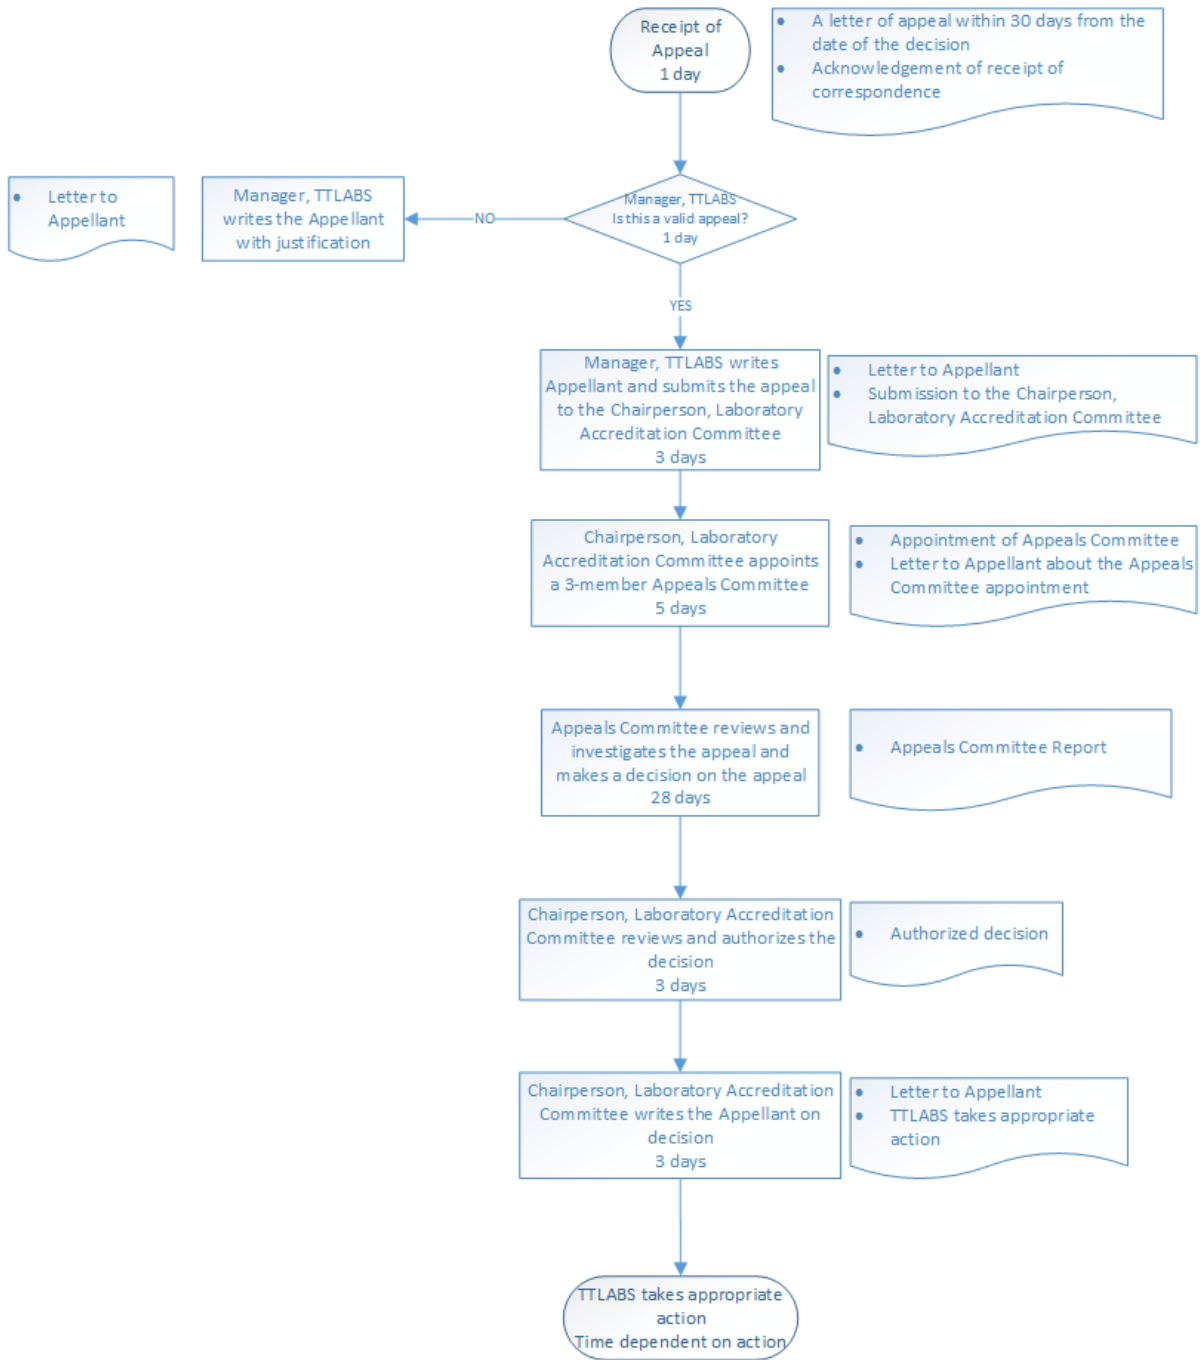 Receipt of
Appeal
1 day
• A letter of appeal within 30 days from the
date of the decision
• Acknowledgement of receipt of
correspondence
• Letter to
Appellant
Manager, TTLABS
writes the Appellant
with justification
NO
Manager, TTLABS
Is this a valid appeal?
1 day
YES
Manager, TTLABS writes
Appellant and submits the appeal
to the Chairperson, Laboratory
Accreditation Committee
3 days
• Letter to Appellant
• Submission to the Chairperson,
Laboratory Accreditation Committee
Chairperson, Laboratory
Accreditation Committee appoints
a 3-member Appeals Committee
5 days
• Appointment of Appeals Committee
• Letter to Appellant about the Appeals
Committee appointment
Appeals Committee reviews and
investigates the appeal and
makes a decision on the appeal
28 days
• Appeals Committee Report
Chairperson, Laboratory Accreditation
Committee reviews and authorizes the
decision
3 days
• Authorized decision
Chairperson, Laboratory Accreditation
Committee writes the Appellant on
decision
3 days
• Letter to Appellant
• TTLABS takes appropriate
action
TTLABS takes appropriate
action
Time dependent on action